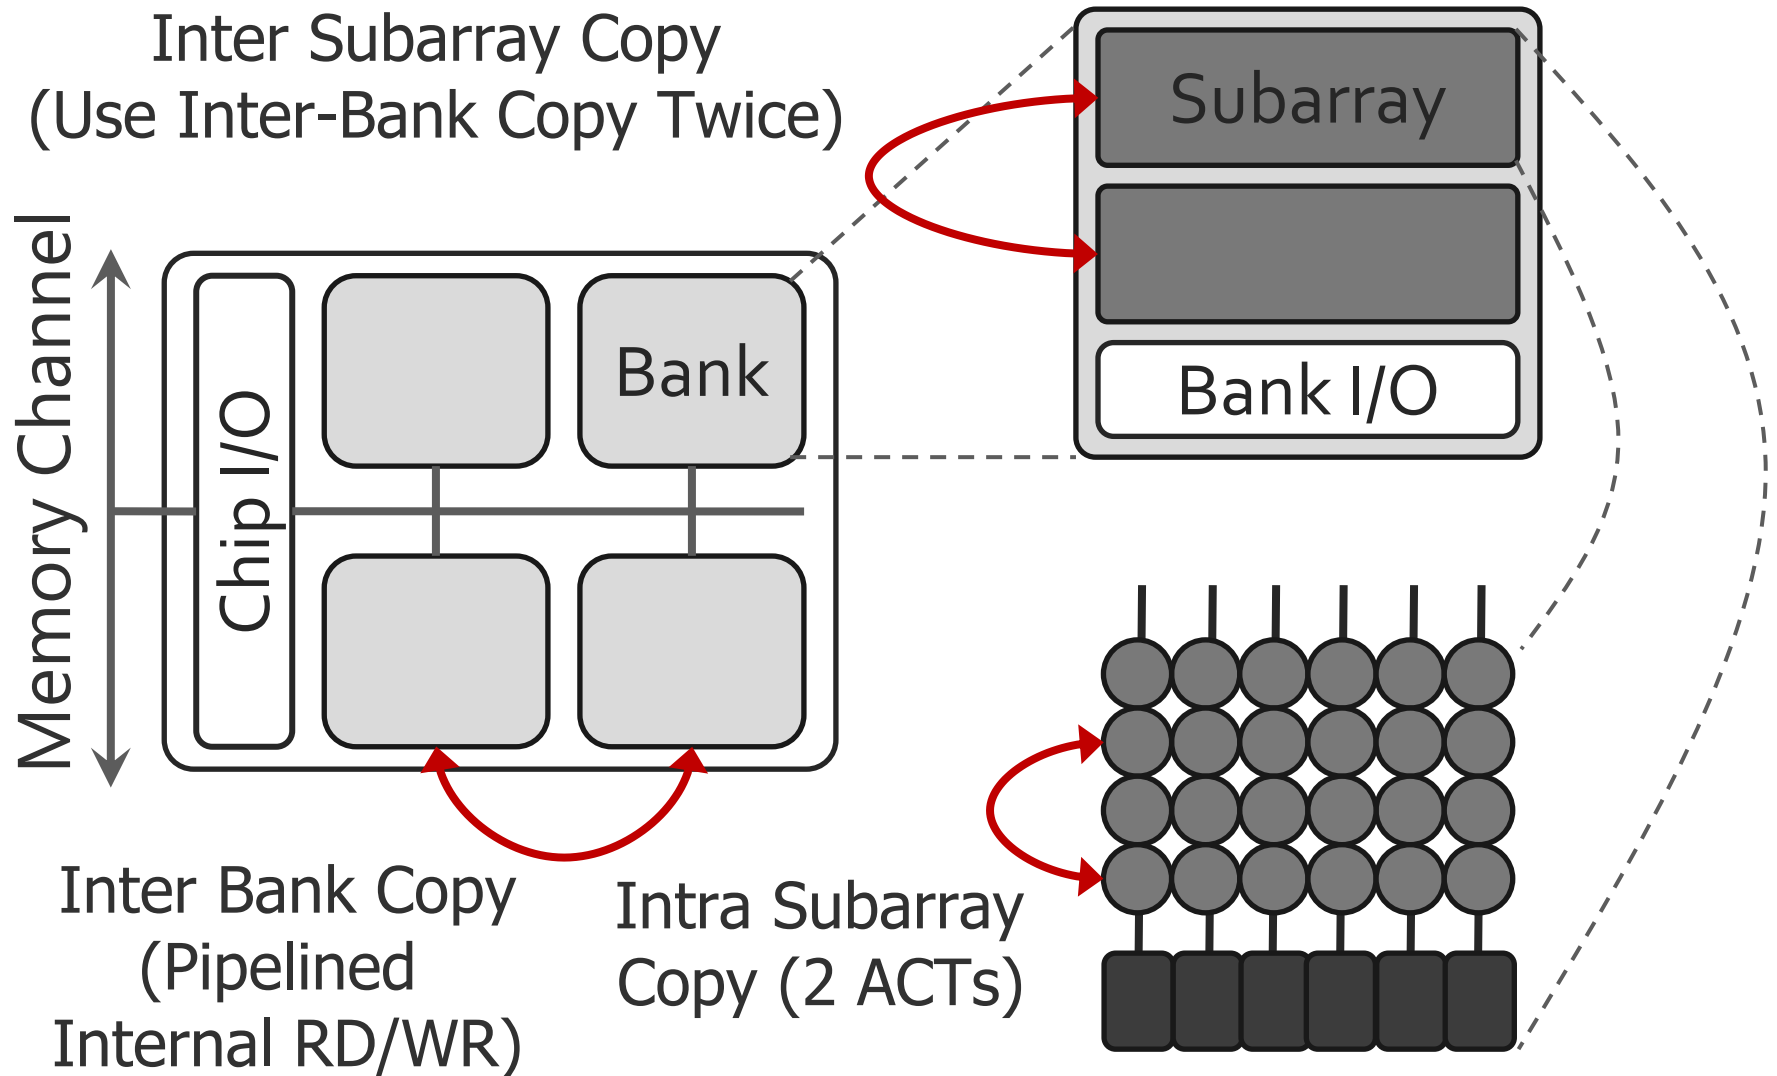 Inter Subarray Copy
(Use Inter-Bank Copy Twice)
Subarray
Bank I/O
Memory Channel
Chip I/O
Bank
Inter Bank Copy
(Pipelined
Internal RD/WR)
Intra Subarray
Copy (2 ACTs)